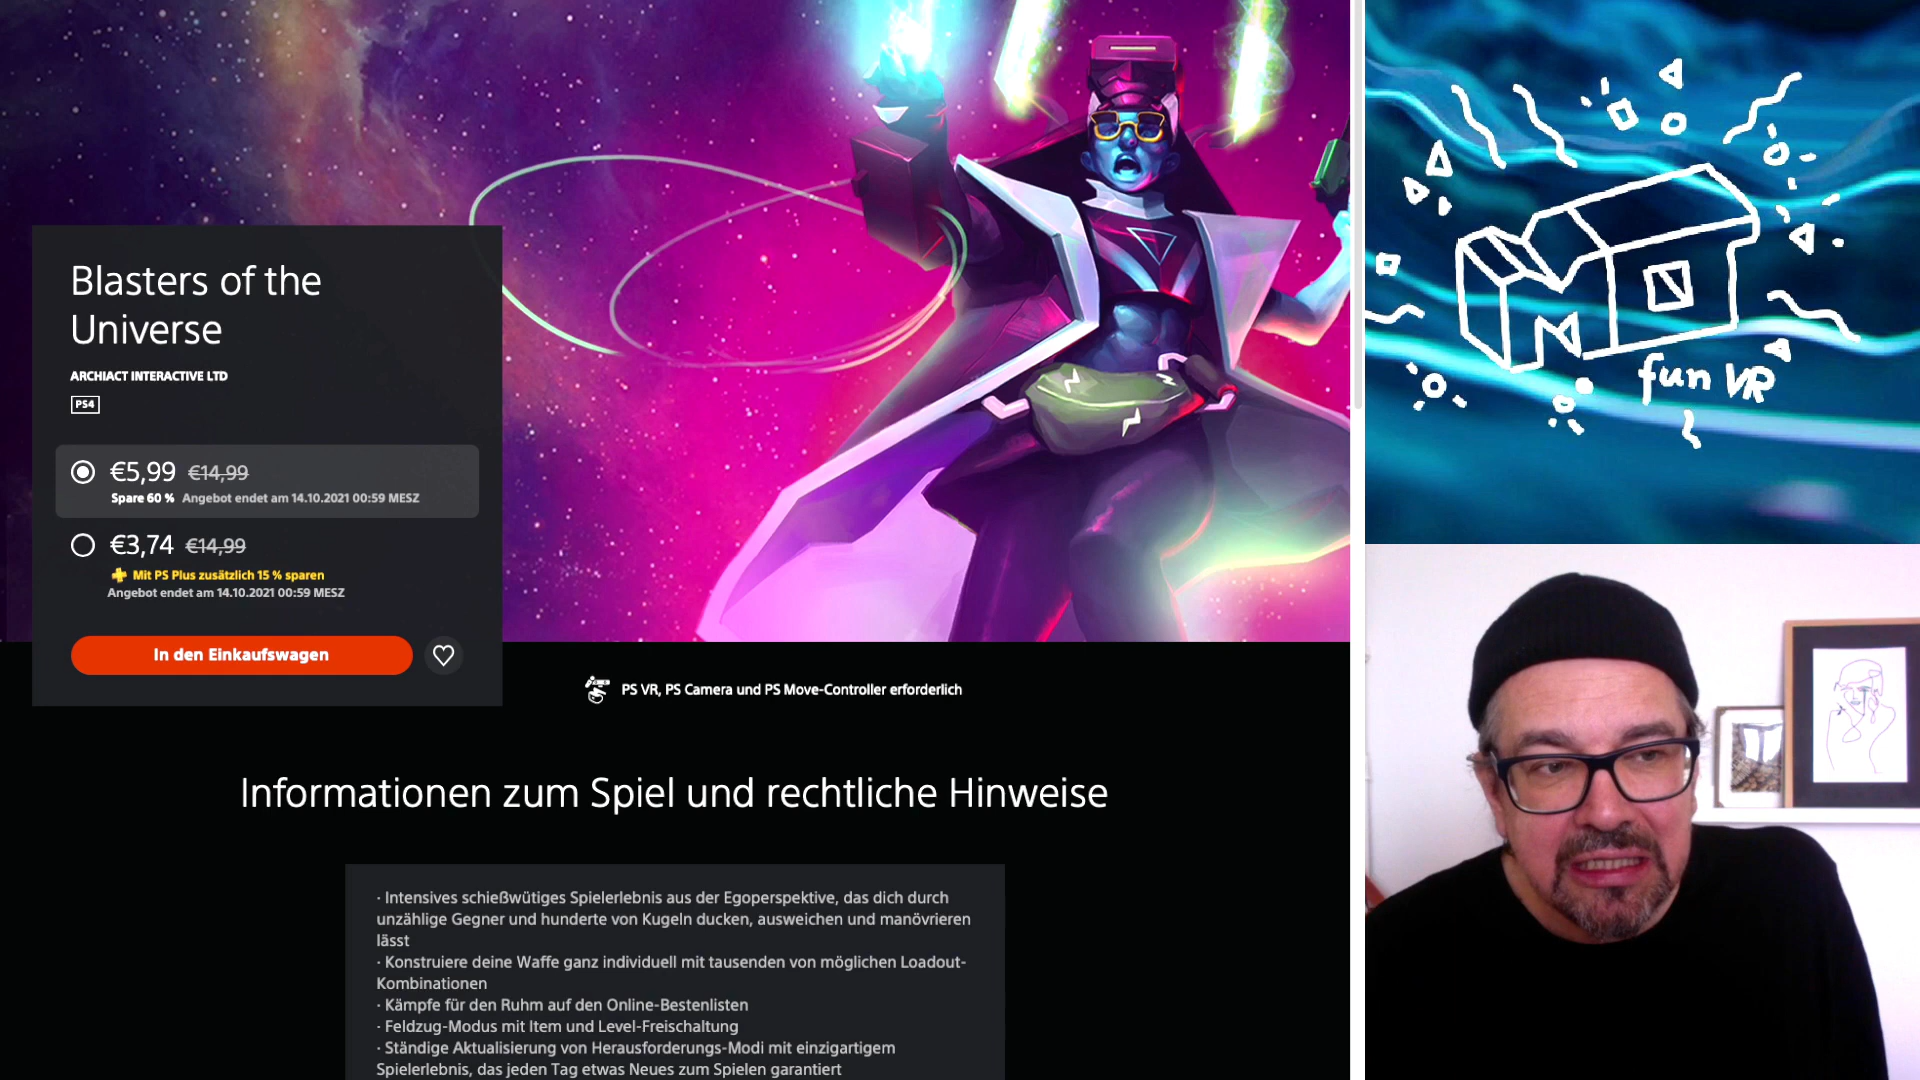 Blasters of the
Universe
ARCHIACT INTERACTIVE LTD
PS4
€5,99 €14,99
Spare 60 % Angebot endet am 14.10.2021 00:59 MESZ
€3,74 €14,99
Mit PS Plus zusätzlich 15 % sparen
Angebot endet am 14.10.2021 00:59 MESZ
In den Einkaufswagen
PS VR, PS Camera und PS Move-Controller erforderlich
Informationen zum Spiel und rechtliche Hinweise
· Intensives schießwütiges Spielerlebnis aus der Egoperspektive, das dich durch
unzählige Gegner und hunderte von Kugeln ducken, ausweichen und manövrieren
lässt
· Konstruiere deine Waffe ganz individuell mit tausenden von möglichen Loadout-
Kombinationen
· Kämpfe für den Ruhm auf den Online-Bestenlisten
· Feldzug-Modus mit Item und Level-Freischaltung
· Ständige Aktualisierung von Herausforderungs-Modi mit einzigartigem
Spielerlebnis, das jeden Tag etwas Neues zum Spielen garantiert
fun VR